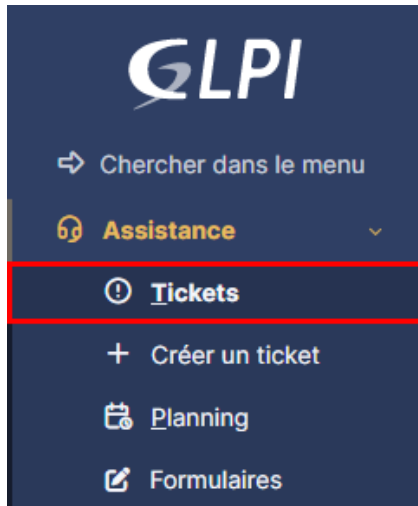 GLPI
Chercher dans le menu
Assistance
Tickets
Créer un ticket
Planning
Formulaires